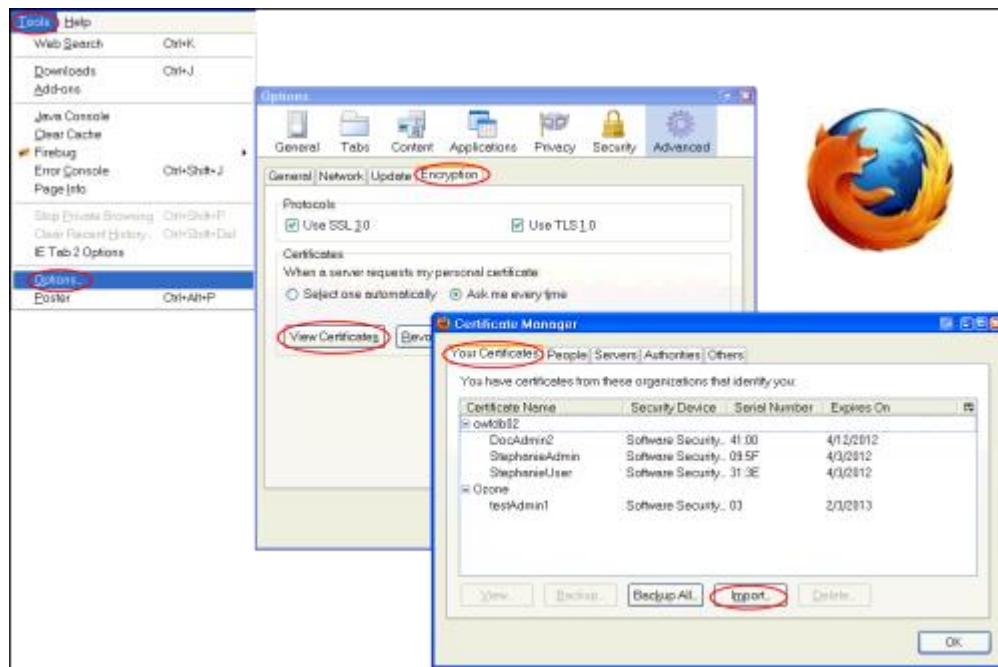 Tools Help
Web Search Ctrl+K
Downloads Ctrl+J
Add-ons
Java Console
Clear Cache
Firebug
Error Console Ctrl+Shift+J
Page Info
Stop Private Browsing Ctrl+Shift+P
Clear Recent History.. Ctrl+Shift+Del
IE Tab 2 Options
Options..
Poster Ctrl+Alt+P
Options
General Tabs Content Applications Privacy Security Advanced
General Network Update Encryption
Protocols
Use SSL 3.0 Use TLS 1.0
Certificates
When a server requests my personal certificate
Select one automatically Ask me every time
View Certificates
Certificate Manager
Your Certificates People Servers Authorities Others
You have certificates from these organizations that identify you:
Certificate Name Security Device Serial Number Expires On
owfdb02
DocAdmin2 Software Security.. 41:00 4/12/2012
StephanieAdmin Software Security.. 09:5F 4/3/2012
StephanieUser Software Security.. 31:3E 4/3/2012
Ozone
testAdmin1 Software Security.. 03 2/3/2013
View.. Backup.. Backup All.. Import.. Delete..
OK